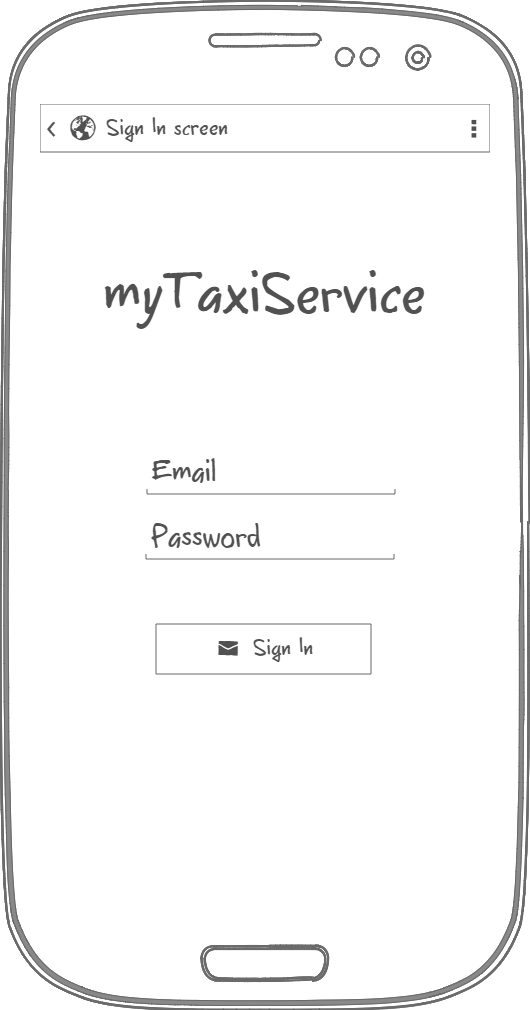 Sign In screen
myTaxiService
Email
Password
Sign In